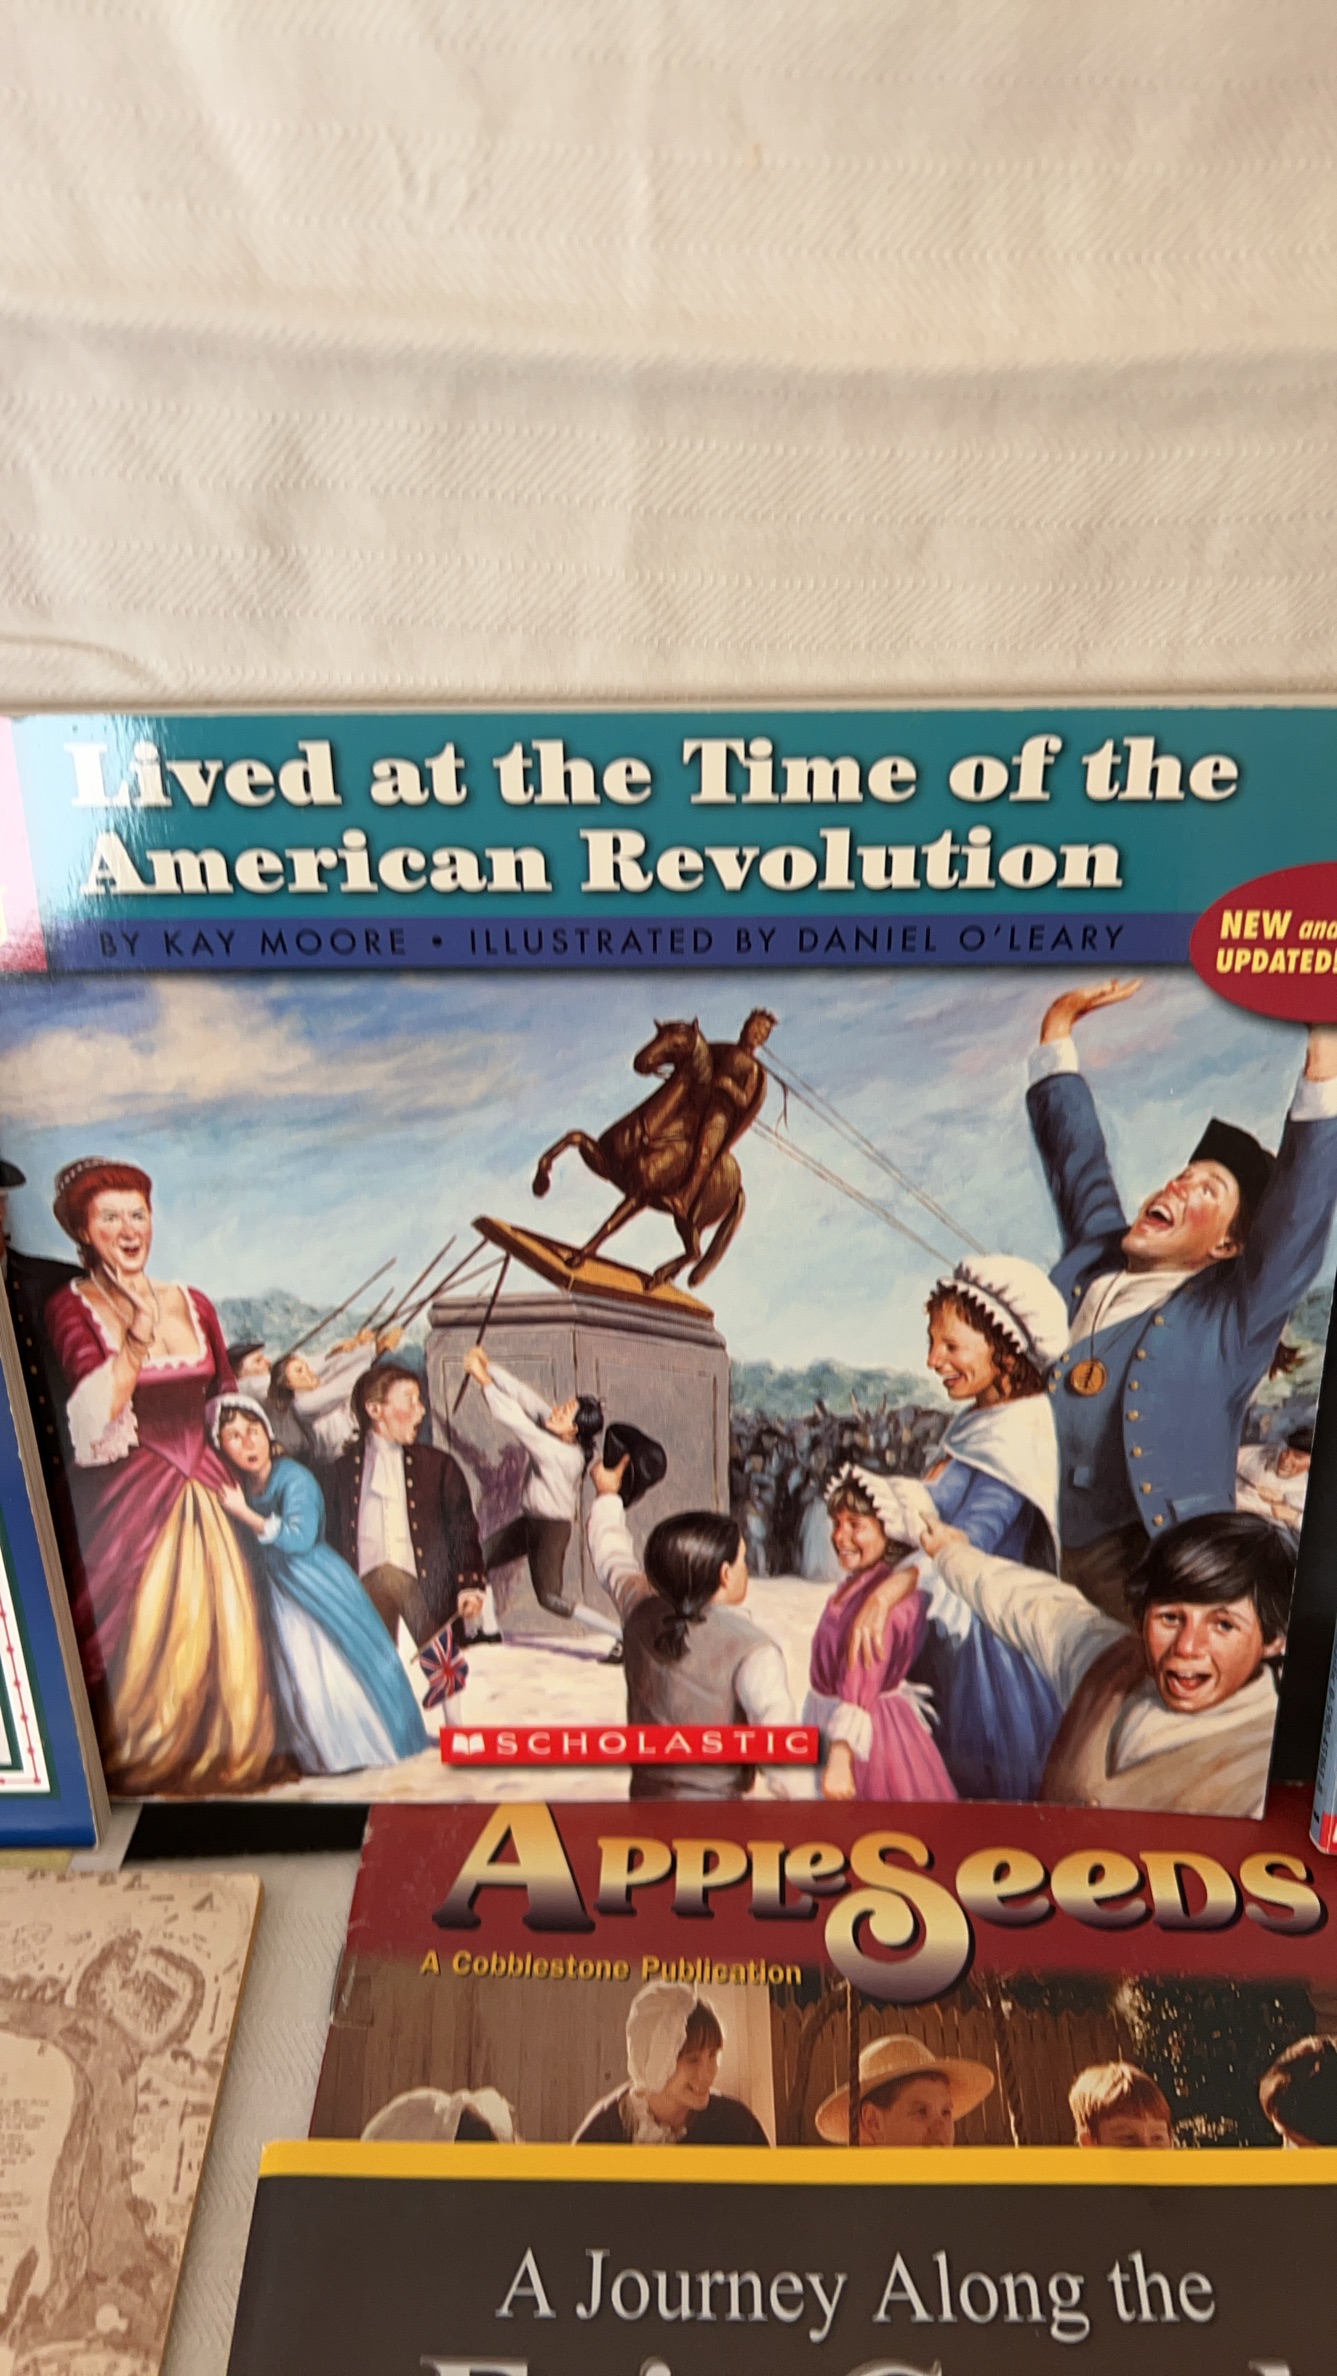 Lived at the Time of the
American Revolution
BY KAY MOORE • ILLUSTRATED BY DANIEL O'LEARY
NEW and
UPDATED!
SCHOLASTIC
AppleSeeds
A Cobblestone Publication
A Journey Along the